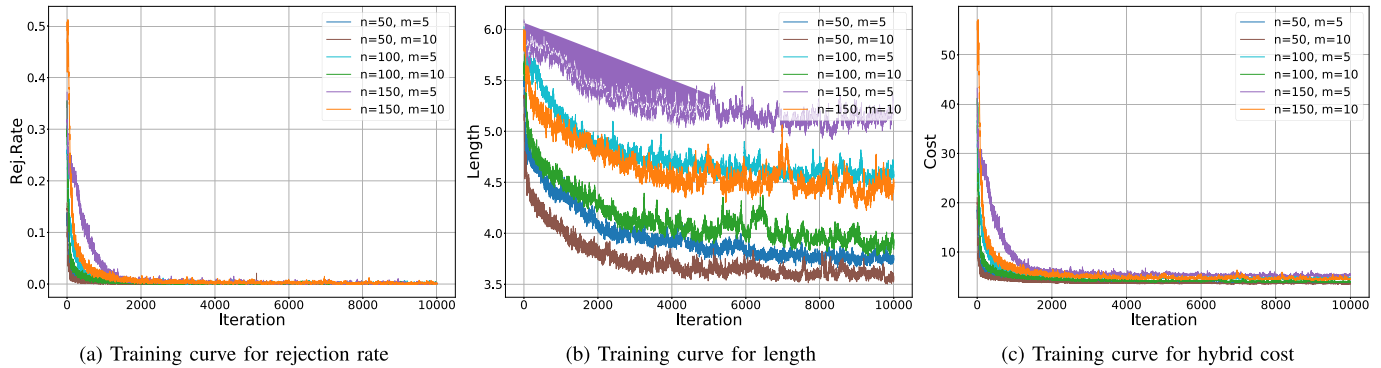 0.5
0.4
0.3
0.2
0.1
0.0
Rej.Rate
n=50, m=5
n=50, m=10
n=100, m=5
n=100, m=10
n=150, m=5
n=150, m=10
0
2000
4000
6000
8000
10000
Iteration
(a) Training curve for rejection rate
6.0
5.5
5.0
4.5
4.0
3.5
Length
n=50, m=5
n=50, m=10
n=100, m=5
n=100, m=10
n=150, m=5
n=150, m=10
0
2000
4000
6000
8000
10000
Iteration
(b) Training curve for length
50
40
30
20
10
Cost
n=50, m=5
n=50, m=10
n=100, m=5
n=100, m=10
n=150, m=5
n=150, m=10
0
2000
4000
6000
8000
10000
Iteration
(c) Training curve for hybrid cost